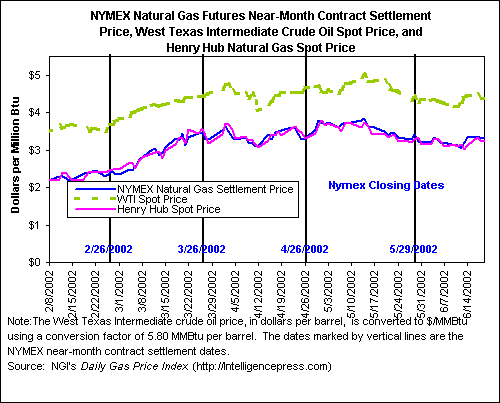 NYMEX Natural Gas Futures Near-Month Contract Settlement
Price, West Texas Intermediate Crude Oil Spot Price, and
Henry Hub Natural Gas Spot Price
Dollars per Million Btu
$5
$4
$3
$2
$1
$0
NYMEX Natural Gas Settlement Price
WTI Spot Price
Henry Hub Spot Price
Nymex Closing Dates
2/26/2002
3/26/2002
4/26/2002
5/29/2002
2/8/2002
2/15/2002
2/22/2002
3/1/2002
3/8/2002
3/15/2002
3/22/2002
3/29/2002
4/5/2002
4/12/2002
4/19/2002
4/26/2002
5/3/2002
5/10/2002
5/17/2002
5/24/2002
5/31/2002
6/7/2002
6/14/2002
Note:The West Texas Intermediate crude oil price, in dollars per barrel, is converted to $/MMBtu
using a conversion factor of 5.80 MMBtu per barrel. The dates marked by vertical lines are the
NYMEX near-month contract settlement dates.
Source: NGI's Daily Gas Price Index (http://Intelligencepress.com)